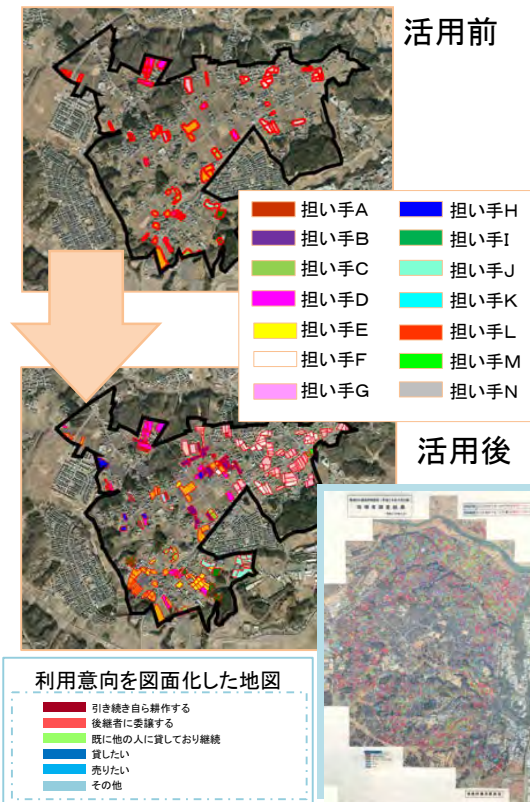 活用前
担い手A
担い手B
担い手C
担い手D
担い手E
担い手F
担い手G
担い手H
担い手I
担い手J
担い手K
担い手L
担い手M
担い手N
活用後
利用意向を図面化した地図
引き続き自ら耕作する
後継者に委譲する
既に他の人に貸しており継続
貸したい
売りたい
その他